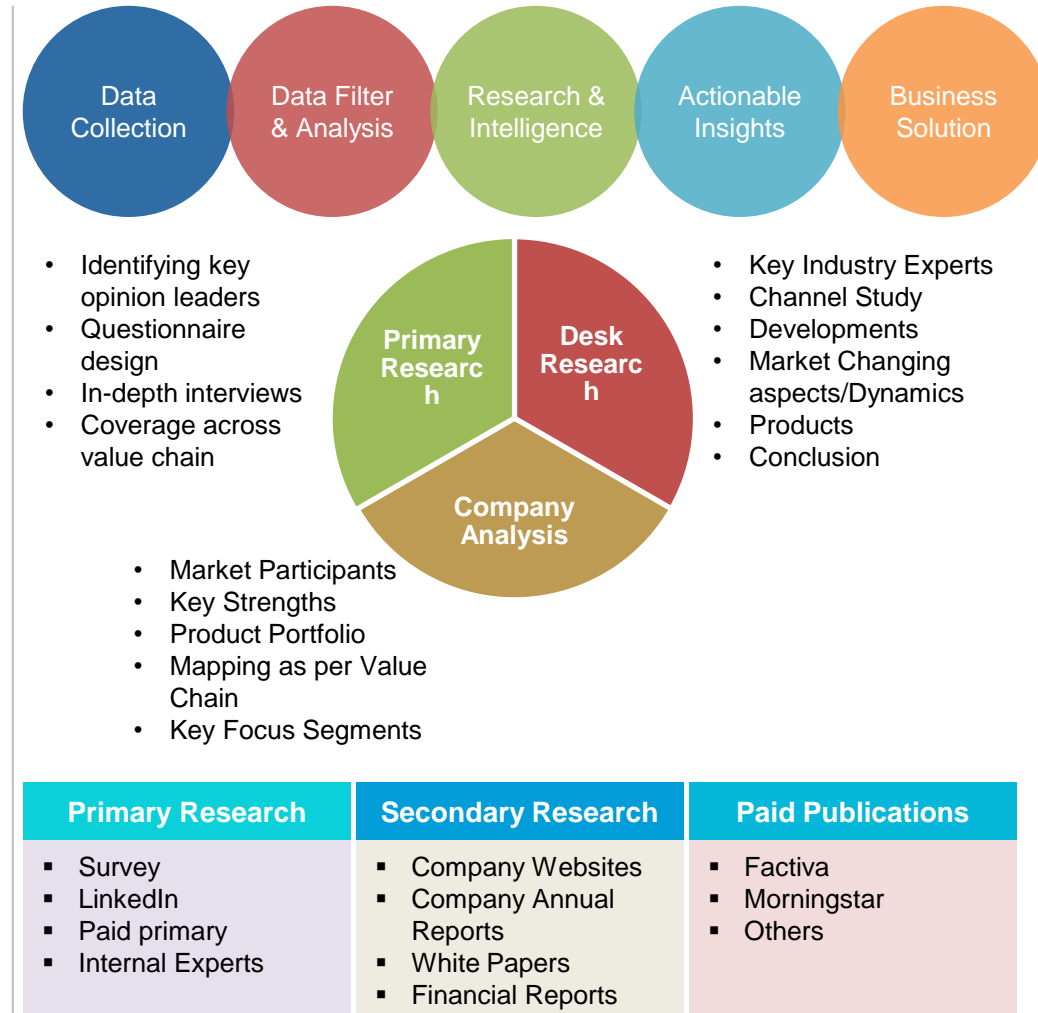 Data
Collection
Data Filter
& Analysis
Research &
Intelligence
Actionable
Insights
Business
Solution
• Identifying key
opinion leaders
• Questionnaire
design
• In-depth interviews
• Coverage across
value chain
Primary
Researc
h
Desk
Researc
h
Company
Analysis
• Key Industry Experts
• Channel Study
• Developments
• Market Changing
aspects/Dynamics
• Products
• Conclusion
• Market Participants
• Key Strengths
• Product Portfolio
• Mapping as per Value
Chain
• Key Focus Segments
Primary Research
▪ Survey
▪ LinkedIn
▪ Paid primary
▪ Internal Experts
Secondary Research
▪ Company Websites
▪ Company Annual
Reports
▪ White Papers
▪ Financial Reports
Paid Publications
▪ Factiva
▪ Morningstar
▪ Others